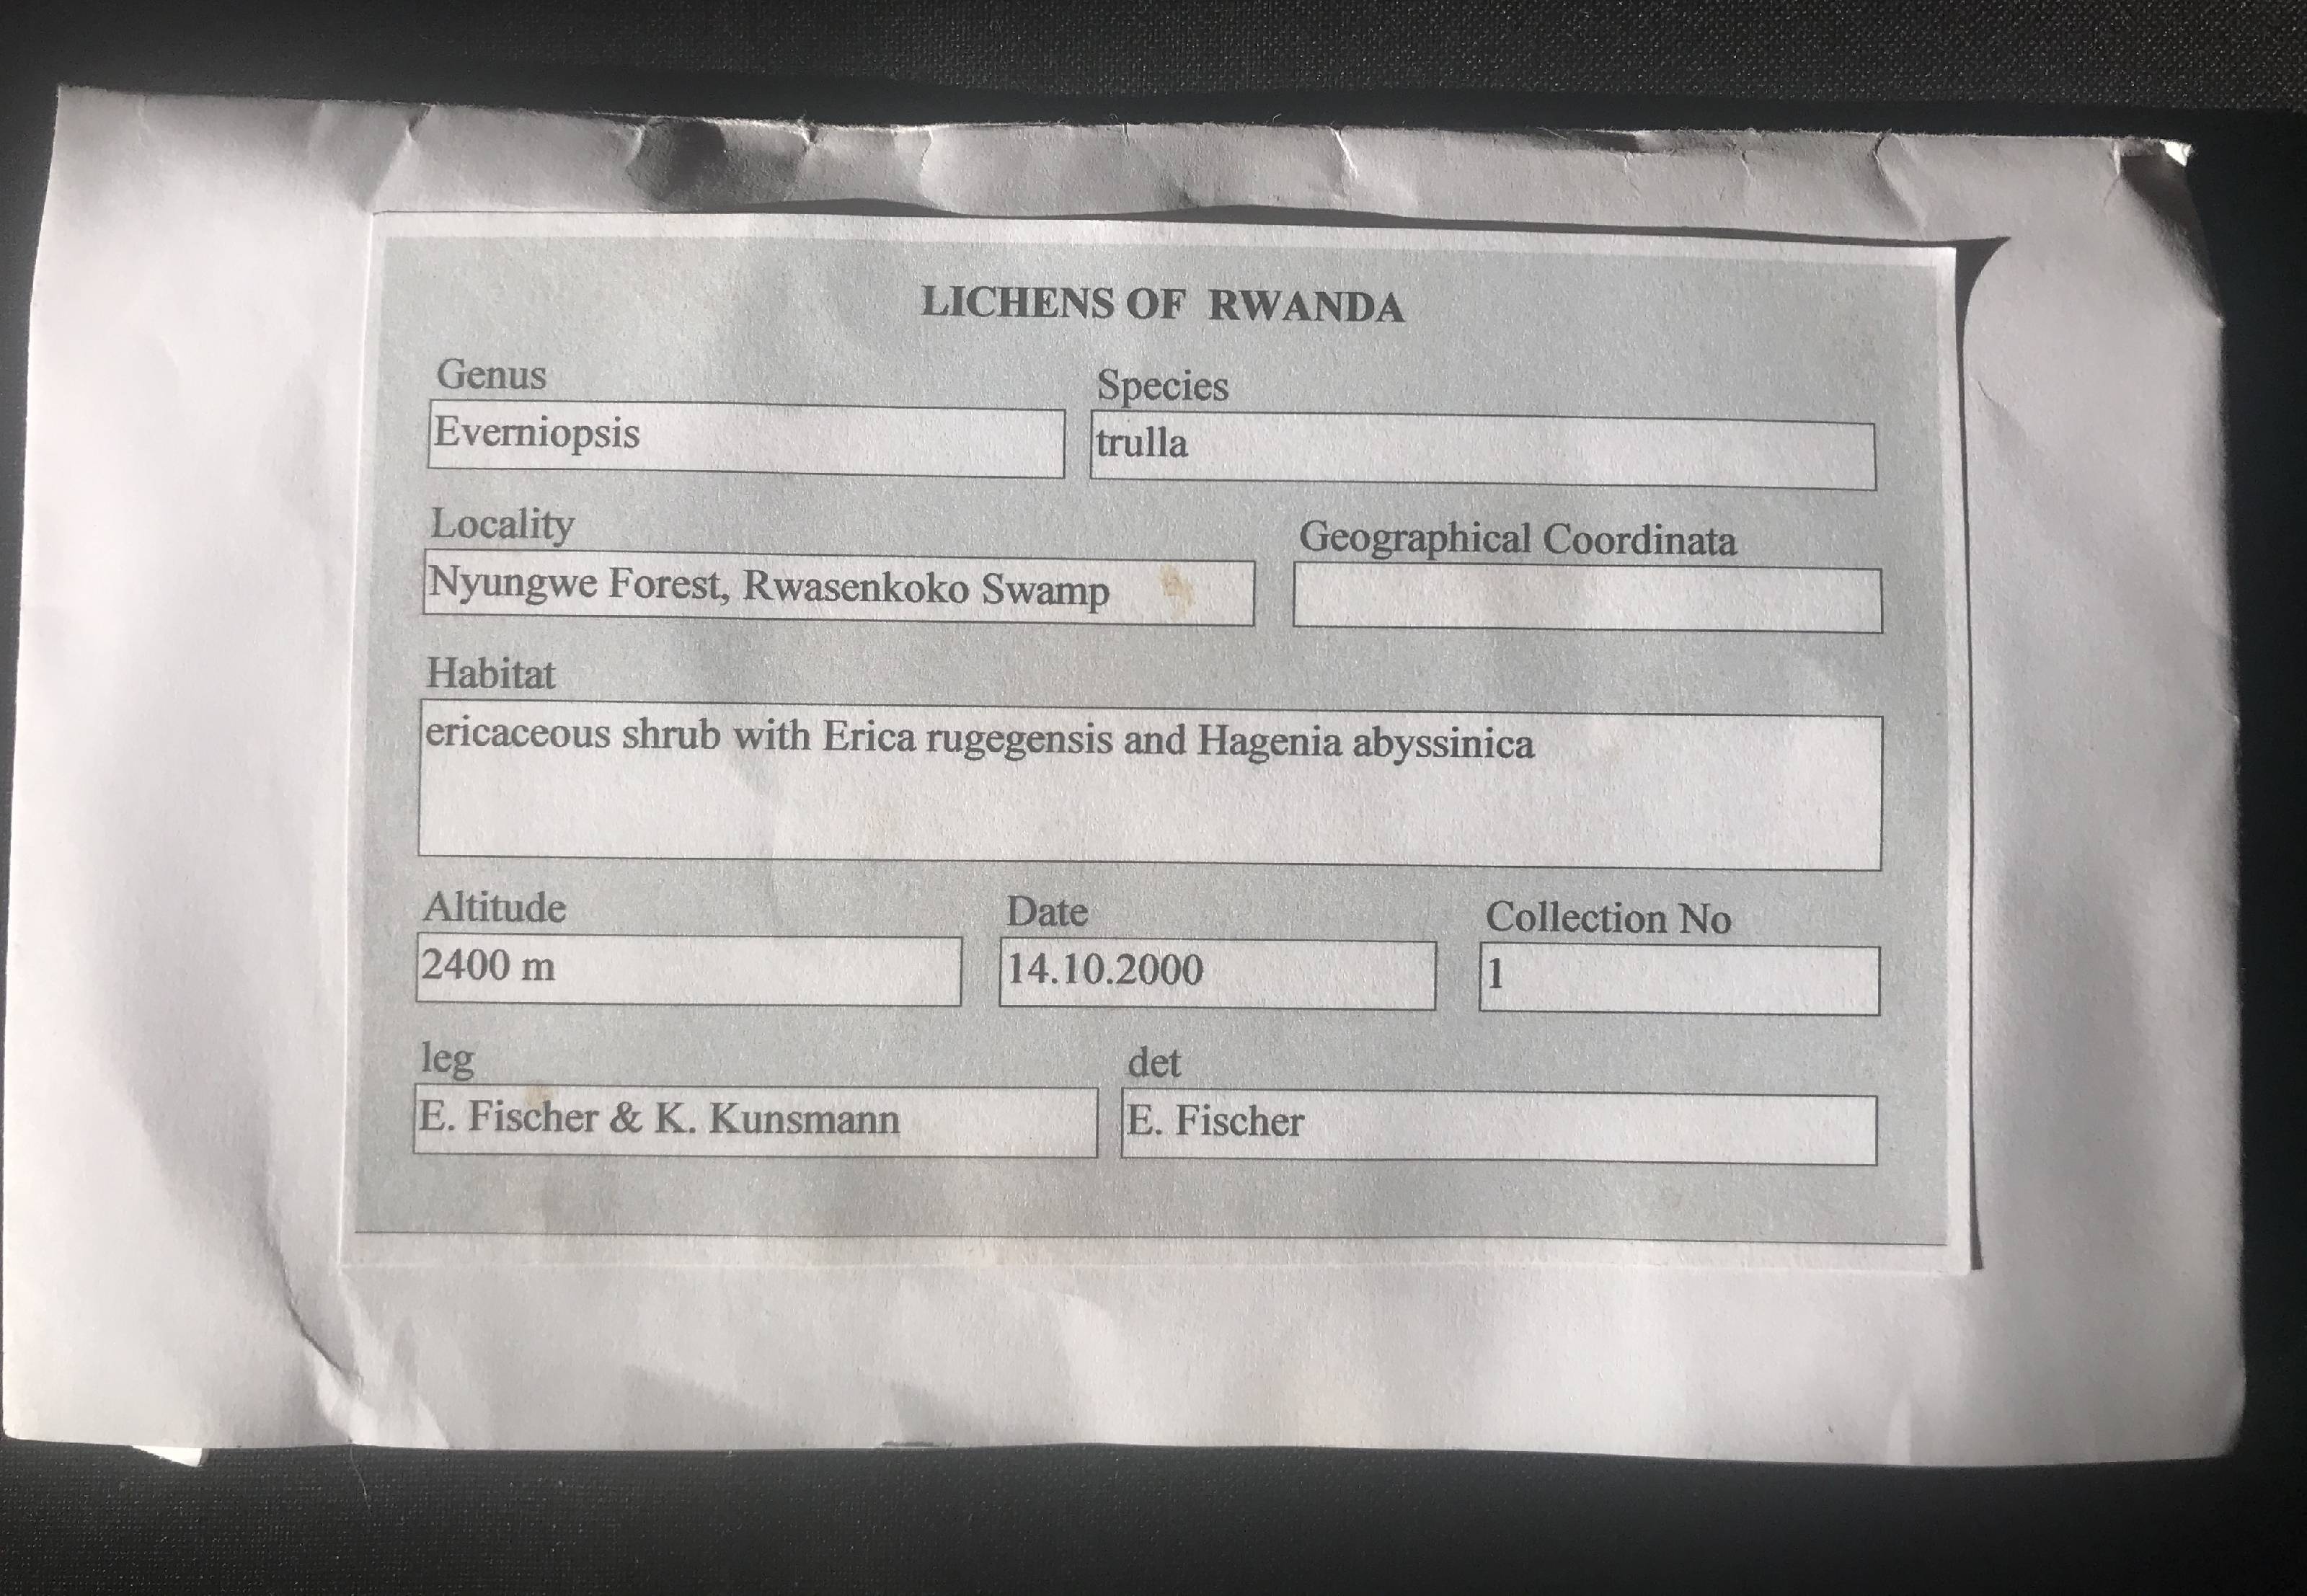 LICHENS OF RWANDA
Genus Species
Everniopsis trulla
Locality Geographical Coordinata
Nyungwe Forest, Rwasenkoko Swamp
Habitat
ericaceous shrub with Erica rugegensis and Hagenia abyssinica
Altitude Date Collection No
2400 m 14.10.2000 1
leg det
E. Fischer & K. Kunsmann E. Fischer